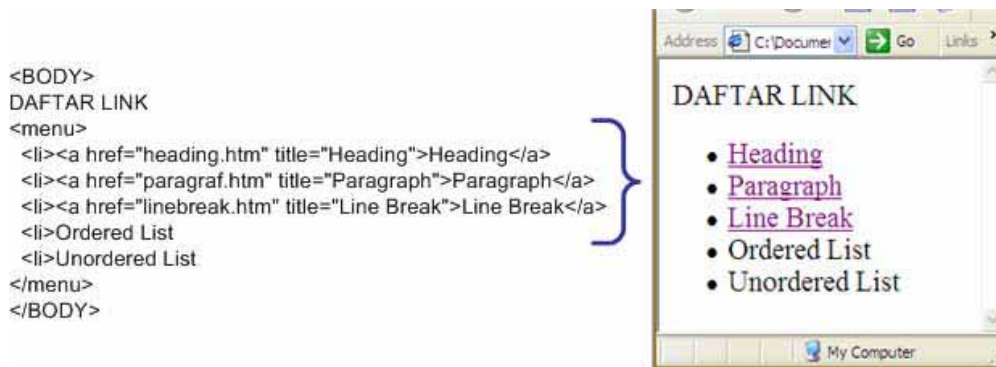 <BODY>
DAFTAR LINK
<menu>
<li><a href="heading.htm" title="Heading">Heading</a>
<li><a href="paragraf.htm" title="Paragraph">Paragraph</a>
<li><a href="linebreak.htm" title="Line Break">Line Break</a>
<li>Ordered List
<li>Unordered List
</menu>
</BODY>
Address C:\Documen Go Links
DAFTAR LINK
• Heading
• Paragraph
• Line Break
• Ordered List
• Unordered List
My Computer